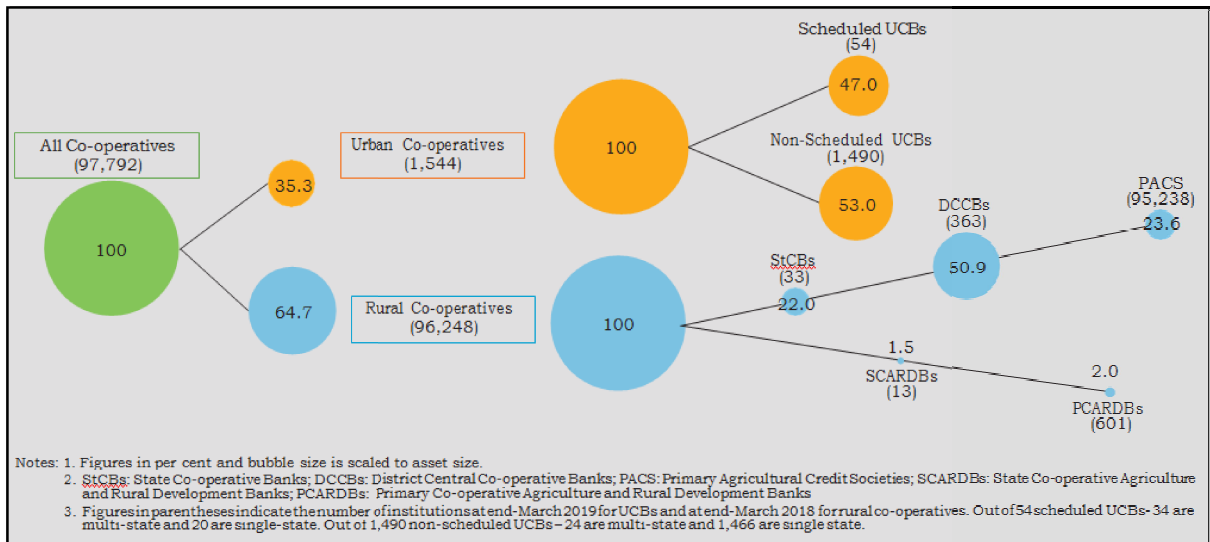 All Co-operatives
(97,792)
100
35.3
64.7
Urban Co-operatives
(1,544)
100
Scheduled UCBs
(54)
47.0
Non-Scheduled UCBs
(1,490)
53.0
Rural Co-operatives
(96,248)
100
StCBs
(33)
22.0
DCCBs
(363)
50.9
PACS
(95,238)
23.6
1.5
SCARDBs
(13)
2.0
PCARDBs
(601)
Notes: 1. Figures in per cent and bubble size is scaled to asset size.
2. StCBs: State Co-operative Banks; DCCBs: District Central Co-operative Banks; PACS: Primary Agricultural Credit Societies; SCARDBs: State Co-operative Agriculture
and Rural Development Banks; PCARDBs: Primary Co-operative Agriculture and Rural Development Banks
3. Figures in parentheses indicate the number of institutions at end-March 2019 for UCBs and at end-March 2018 for rural co-operatives. Out of 54 scheduled UCBs- 34 are
multi-state and 20 are single-state. Out of 1,490 non-scheduled UCBs – 24 are multi-state and 1,466 are single state.